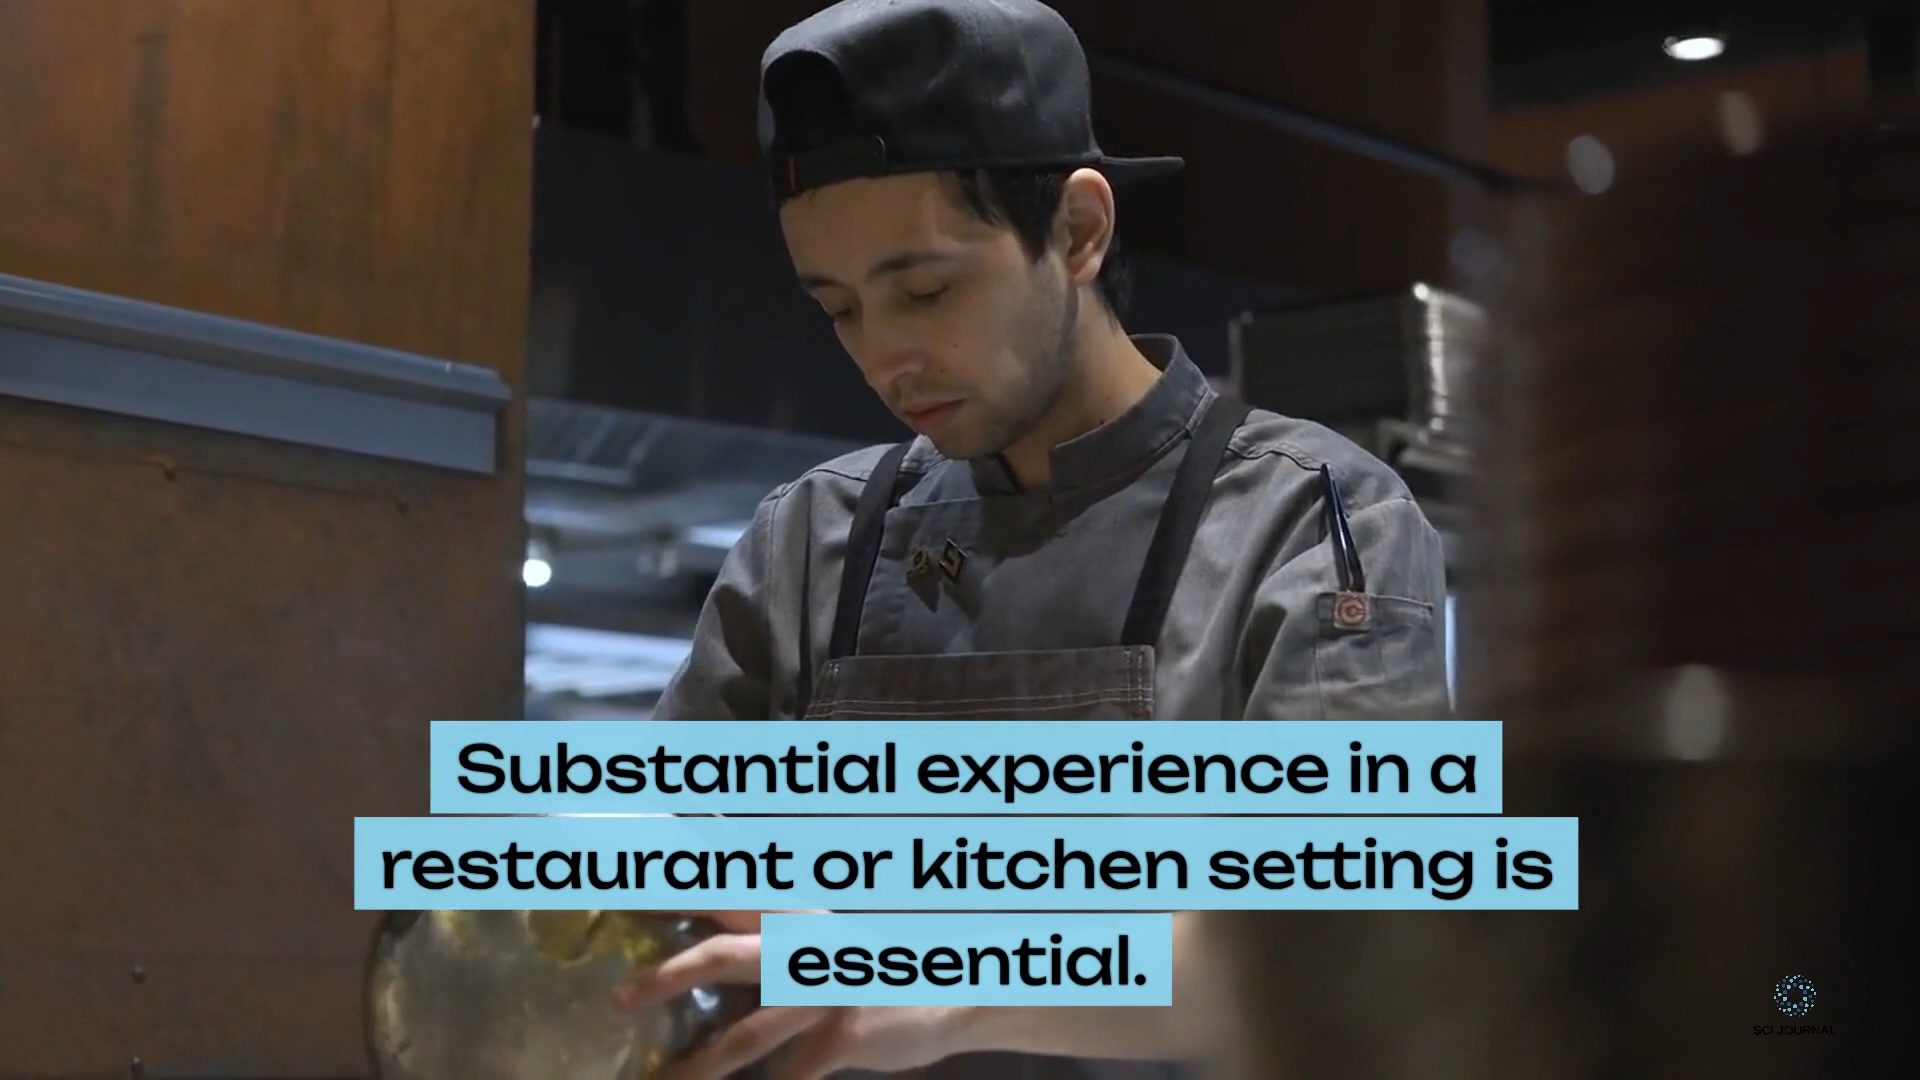 Substantial experience in a
restaurant or kitchen setting is
essential.
SCI JOURNAL